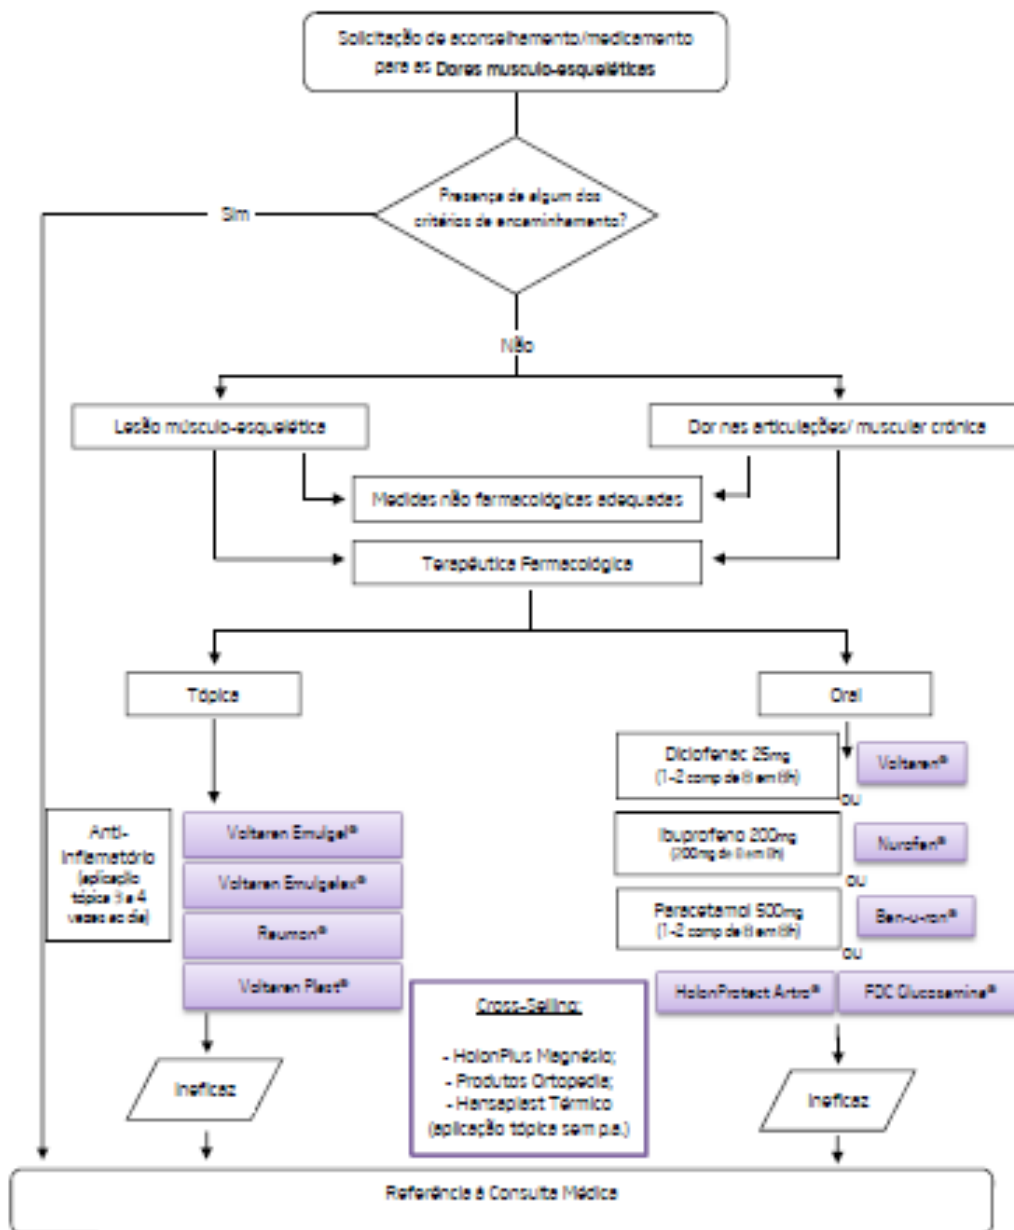 Solicitação de aconselhamento/medicamento
para as Dores musculo-esqueléticas
Presença de algum dos
critérios de encaminhamento?
Sim
Não
Lesão músculo-esquelética
Dor nas articulações/ muscular crónica
Medidas não farmacológicas adequadas
Terapêutica Farmacológica
Tópica
Oral
Diclofenac 25mg
(1-2 comp de 8 em 8h)
Voltaren®
ou
Anti-
inflamatório
(aplicação
tópica 3 a 4
vezes ao dia)
Voltaren Emulgel®
Voltaren Emulgelex®
Reumon®
Voltaren Plast®
Ibuprofeno 200mg
(200mg de 8 em 8h)
Nurofen®
ou
Paracetamol 500mg
(1-2 comp de 8 em 8h)
Ben-u-ron®
ou
HolonProtect Artro®
FDC Glucosamina®
Cross-Selling:
- HolonPlus Magnésio;
- Produtos Ortopedia;
- Hansaplast Térmico
(aplicação tópica sem p.a.)
Ineficaz
Ineficaz
Referência à Consulta Médica